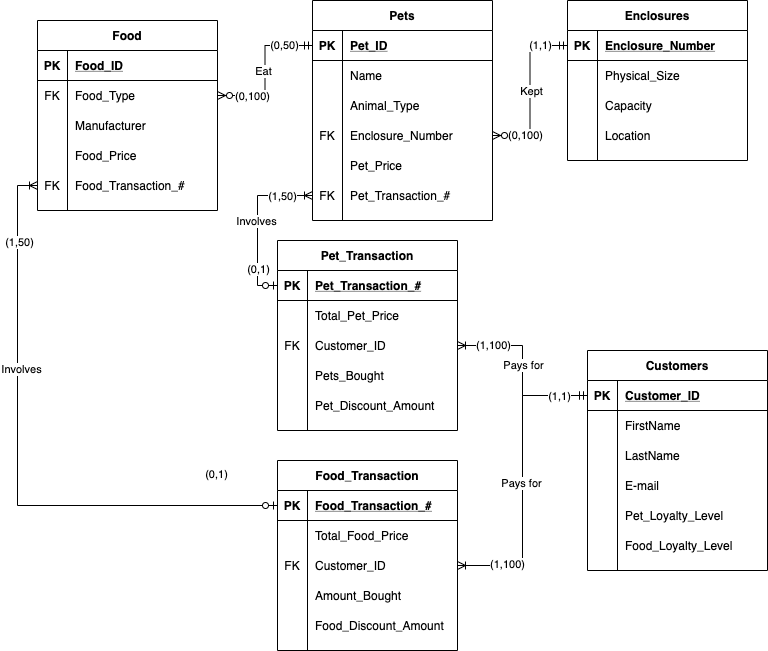 Food
PK Food_ID
FK Food_Type
Manufacturer
Food_Price
FK Food_Transaction_#
Pets
PK Pet_ID
Name
Animal_Type
FK Enclosure_Number
Pet_Price
FK Pet_Transaction_#
Enclosures
PK Enclosure_Number
Physical_Size
Capacity
Location
(0,50)
Eat
(0,100)
(1,1)
Kept
(0,100)
(1,50)
Involves
(0,1)
Pet_Transaction
PK Pet_Transaction_#
Total_Pet_Price
FK Customer_ID
Pets_Bought
Pet_Discount_Amount
(1,50)
Involves
(0,1)
Food_Transaction
PK Food_Transaction_#
Total_Food_Price
FK Customer_ID
Amount_Bought
Food_Discount_Amount
(1,100)
Pays for
(1,1)
Pays for
(1,100)
Customers
PK Customer_ID
FirstName
LastName
E-mail
Pet_Loyalty_Level
Food_Loyalty_Level